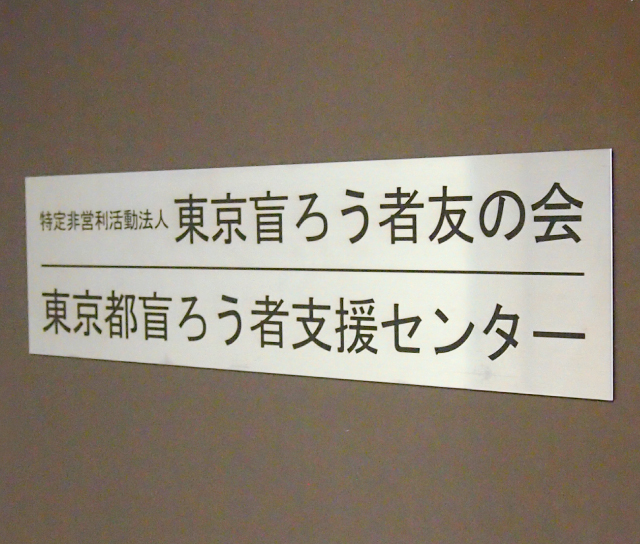 特定非営利活動法人 東京盲ろう者友の会
東京都盲ろう者支援センター